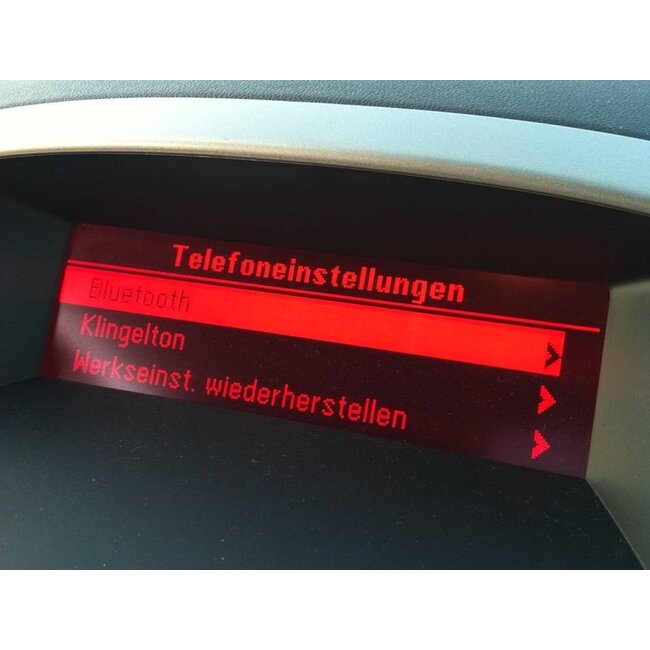 Telefoneinstellungen
Bluetooth
Klingelton
Werkseinst. wiederherstellen